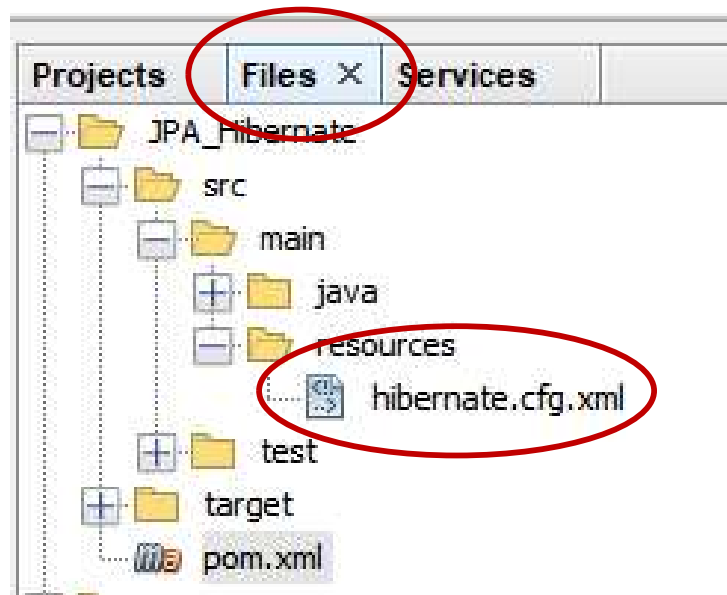 Projects Files Services
JPA_Hibernate
src
main
java
resources
hibernate.cfg.xml
test
target
pom.xml